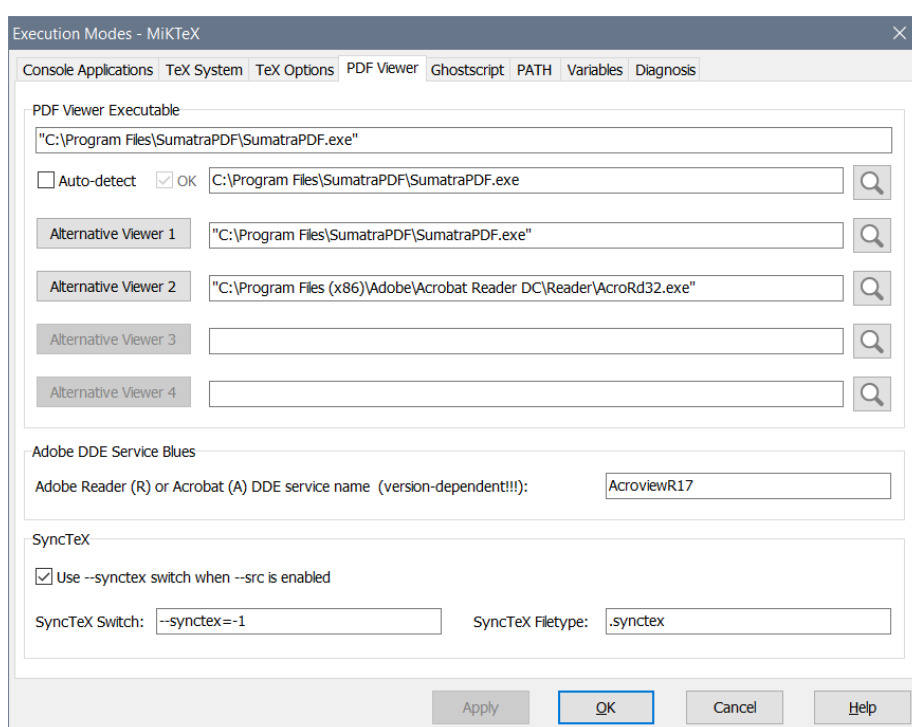 Execution Modes - MiKTeX
Console Applications TeX System TeX Options PDF Viewer Ghostscript PATH Variables Diagnosis
PDF Viewer Executable
"C:\Program Files\SumatraPDF\SumatraPDF.exe"
Auto-detect OK C:\Program Files\SumatraPDF\SumatraPDF.exe
Alternative Viewer 1 "C:\Program Files\SumatraPDF\SumatraPDF.exe"
Alternative Viewer 2 "C:\Program Files (x86)\Adobe\Acrobat Reader DC\Reader\AcroRd32.exe"
Alternative Viewer 3
Alternative Viewer 4
Adobe DDE Service Blues
Adobe Reader (R) or Acrobat (A) DDE service name (version-dependent!!!): AcroviewR17
SyncTeX
Use --synctex switch when --src is enabled
SyncTeX Switch: --synctex=-1 SyncTeX Filetype: .synctex
Apply OK Cancel Help